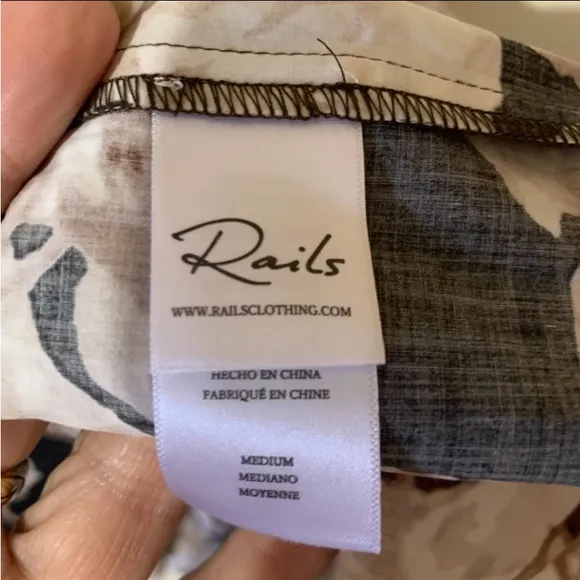 Rails
WWW.RAILSCLOTHING.COM
HECHO EN CHINA
FABRIQUÉ EN CHINE
MEDIUM
MEDIANO
MOYENNE